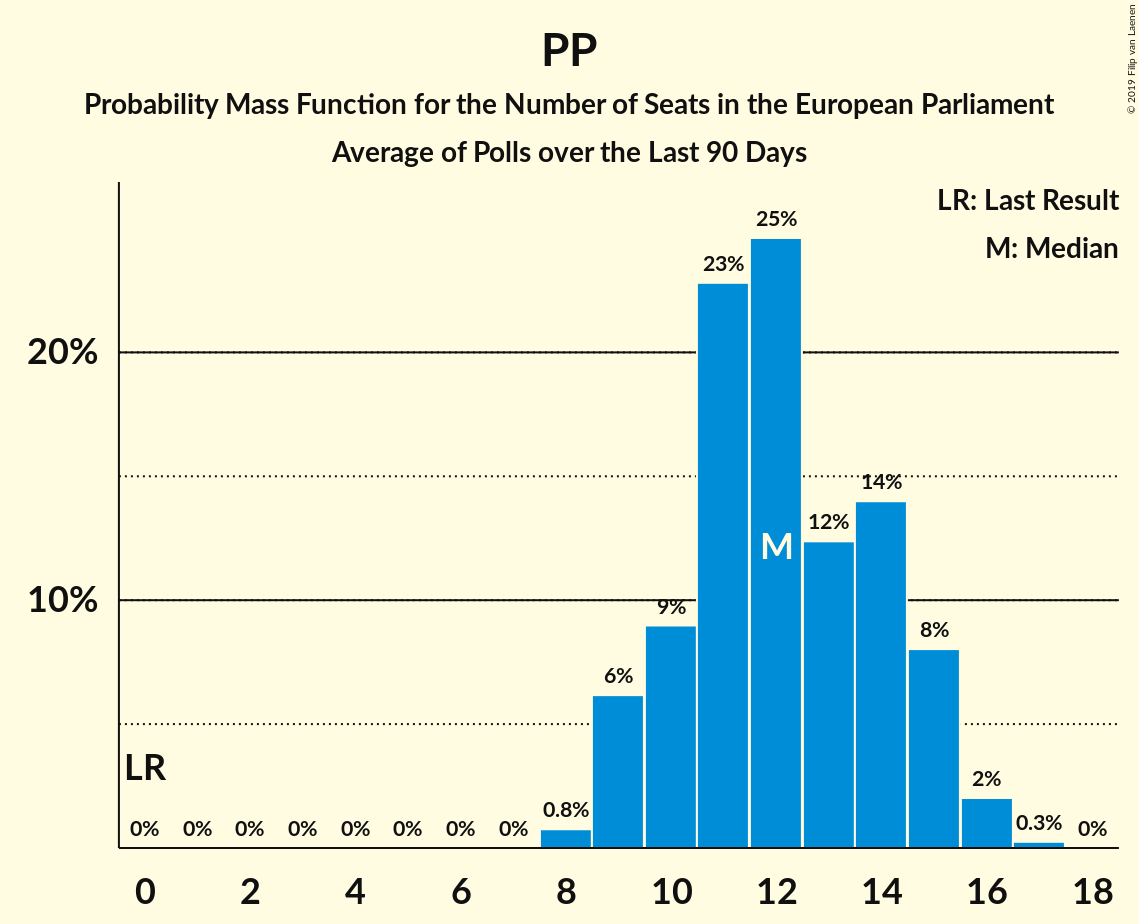 PP
Probability Mass Function for the Number of Seats in the European Parliament
Average of Polls over the Last 90 Days
© 2019 Filip van Laenen
LR: Last Result
M: Median
20%
10%
LR
M
0% 0% 0% 0% 0% 0% 0% 0% 0.8% 6% 9% 23% 25% 12% 14% 8% 2% 0.3% 0%
0 2 4 6 8 10 12 14 16 18